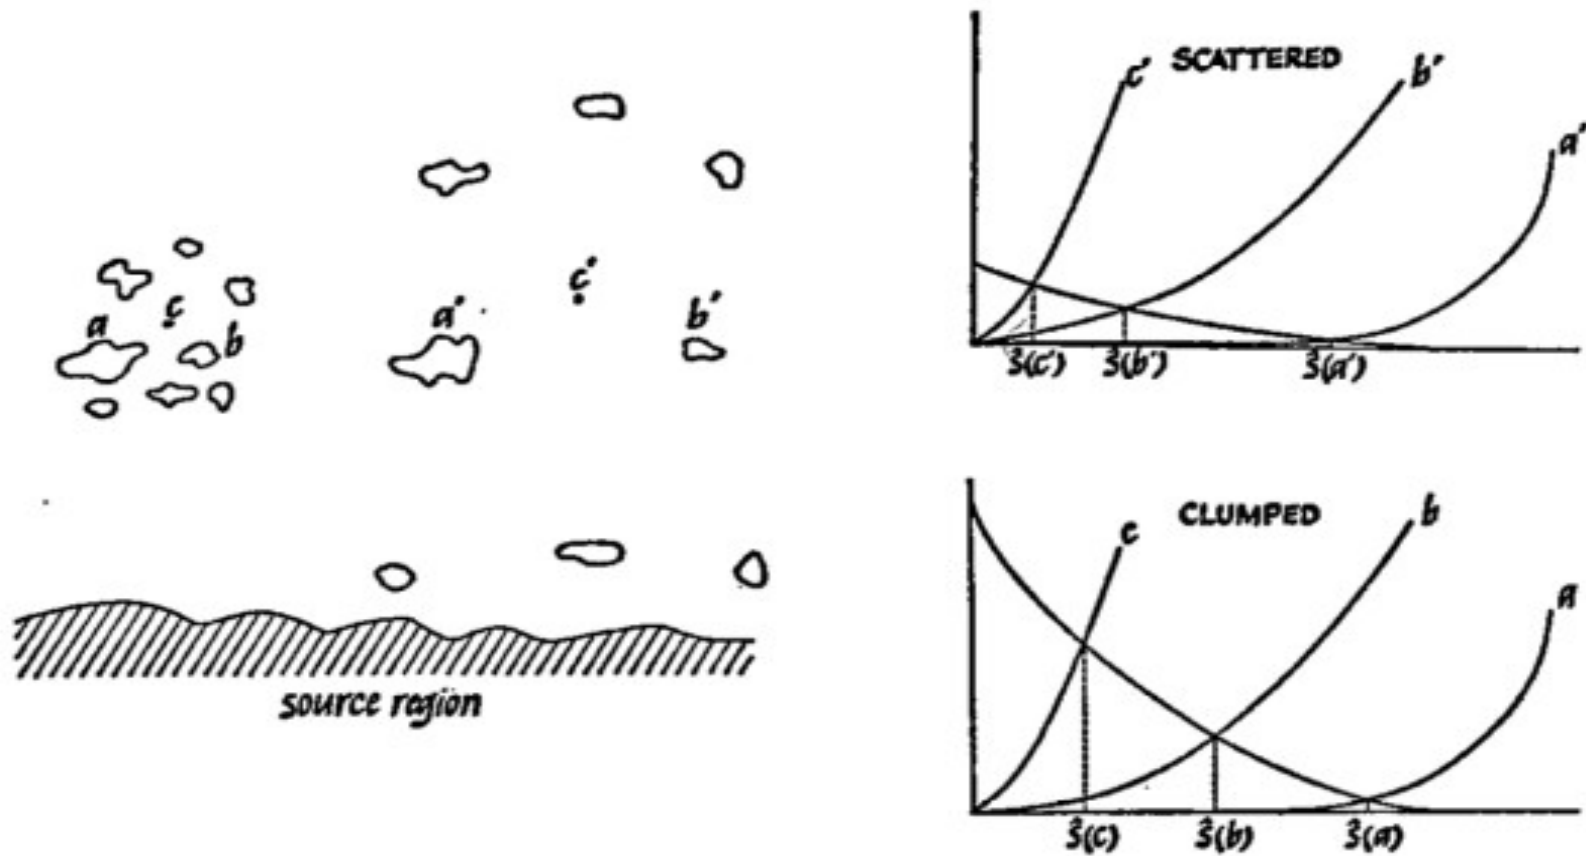 c
a
b
a'
c'
b'
source region
SCATTERED
c'
b'
a'
ŝ(c')
ŝ(b')
ŝ(a')
CLUMPED
c
b
a
ŝ(c)
ŝ(b)
ŝ(a)